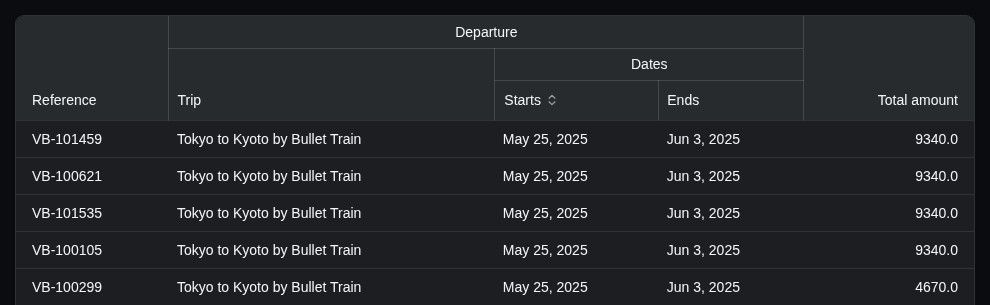 Departure
Dates
Reference Trip Starts Ends Total amount
VB-101459 Tokyo to Kyoto by Bullet Train May 25, 2025 Jun 3, 2025 9340.0
VB-100621 Tokyo to Kyoto by Bullet Train May 25, 2025 Jun 3, 2025 9340.0
VB-101535 Tokyo to Kyoto by Bullet Train May 25, 2025 Jun 3, 2025 9340.0
VB-100105 Tokyo to Kyoto by Bullet Train May 25, 2025 Jun 3, 2025 9340.0
VB-100299 Tokyo to Kyoto by Bullet Train May 25, 2025 Jun 3, 2025 4670.0